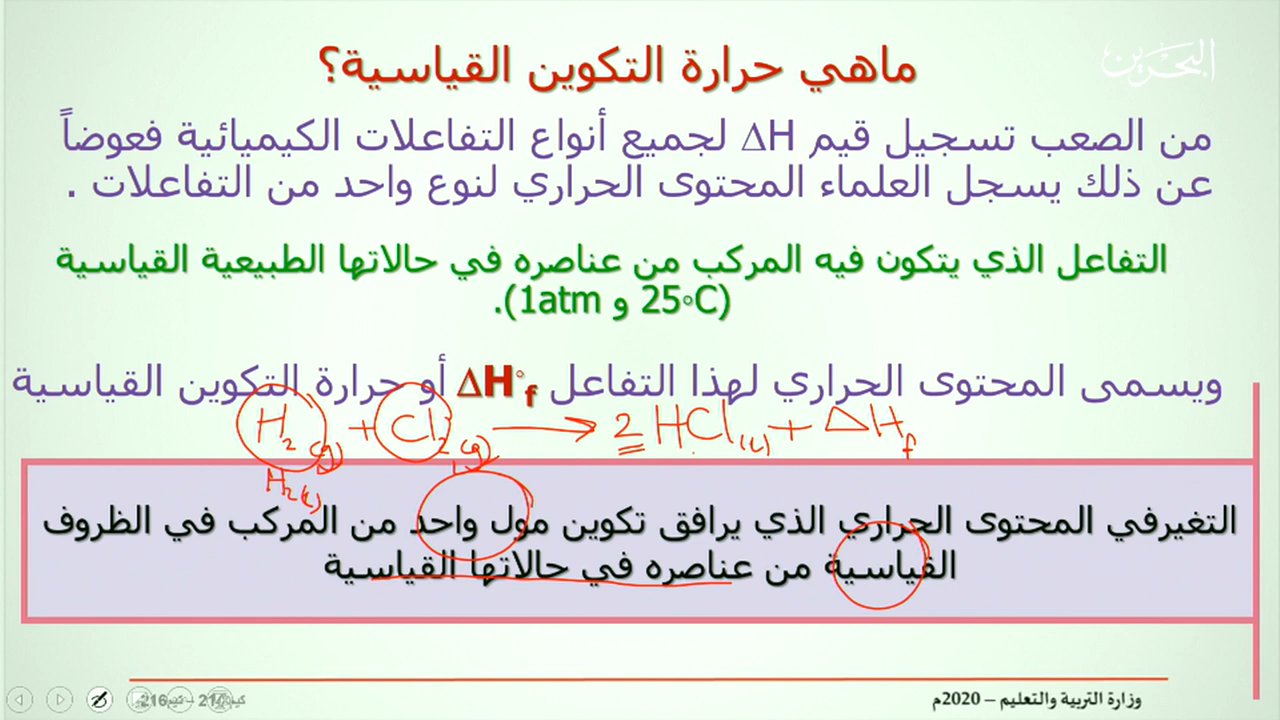 البحرين
ماهي حرارة التكوين القياسية؟
من الصعب تسجيل قيم ΔH لجميع أنواع التفاعلات الكيميائية فعوضاً
عن ذلك يسجل العلماء المحتوى الحراري لنوع واحد من التفاعلات .
التفاعل الذي يتكون فيه المركب من عناصره في حالاتها الطبيعية القياسية
(25◦C و 1atm).
ويسمى المحتوى الحراري لهذا التفاعل ΔH°f أو حرارة التكوين القياسية
H2(g) + Cl2(g) → 2 HCl + ΔHf
التغيرفي المحتوى الحراري الذي يرافق تكوين مول واحد من المركب في الظروف
القياسية من عناصره في حالاتها القياسية
وزارة التربية والتعليم – 2020م